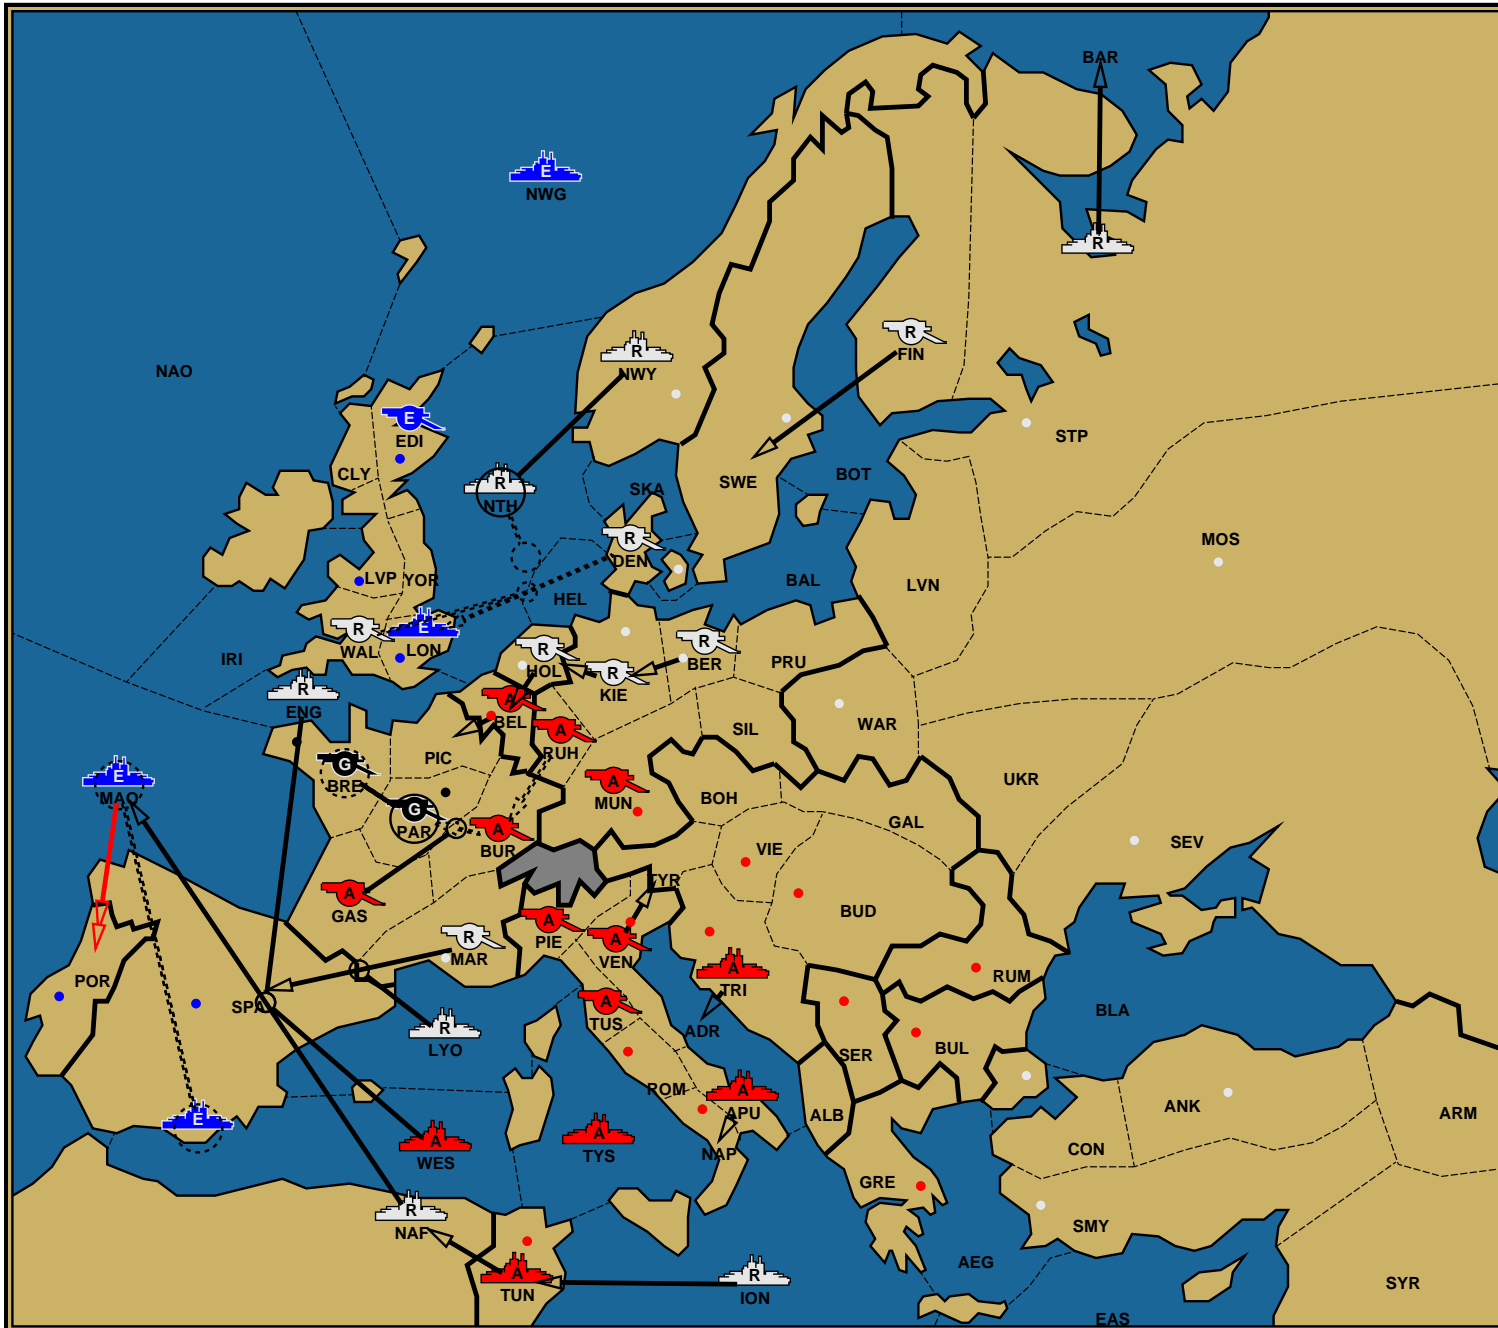 BAR
R
E
NWG
R
FIN
R
NWY
NAO
E
EDI
STP
CLY
R
NTH
SKA
SWE
BOT
R
DEN
MOS
LVP
YOR
HEL
BAL
LVN
R
WAL
E
LON
IRI
R
HOL
R
KIE
R
BER
PRU
R
ENG
A
BEL
A
RUH
WAR
SIL
PIC
G
BRE
E
MAO
A
MUN
BOH
UKR
G
PAR
A
BUR
GAL
SEV
VIE
TYR
A
GAS
BUD
A
PIE
R
MAR
A
VEN
A
TRI
RUM
POR
SPA
A
TUS
ADR
BLA
R
LYO
SER
BUL
ROM
A
APU
ALB
ANK
ARM
E
A
WES
A
TYS
NAP
CON
GRE
R
NAF
SMY
AEG
A
TUN
R
ION
SYR
EAS